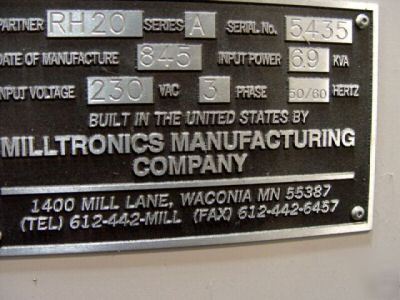 PARTNER RH20 SERIES A SERIAL No. 5435
DATE OF MANUFACTURE 845 INPUT POWER 6.9 KVA
INPUT VOLTAGE 230 VAC 3 PHASE 50/60 HERTZ
BUILT IN THE UNITED STATES BY
MILLTRONICS MANUFACTURING
COMPANY
1400 MILL LANE, WACONIA MN 55387
(TEL) 612-442-MILL (FAX) 612-442-6457